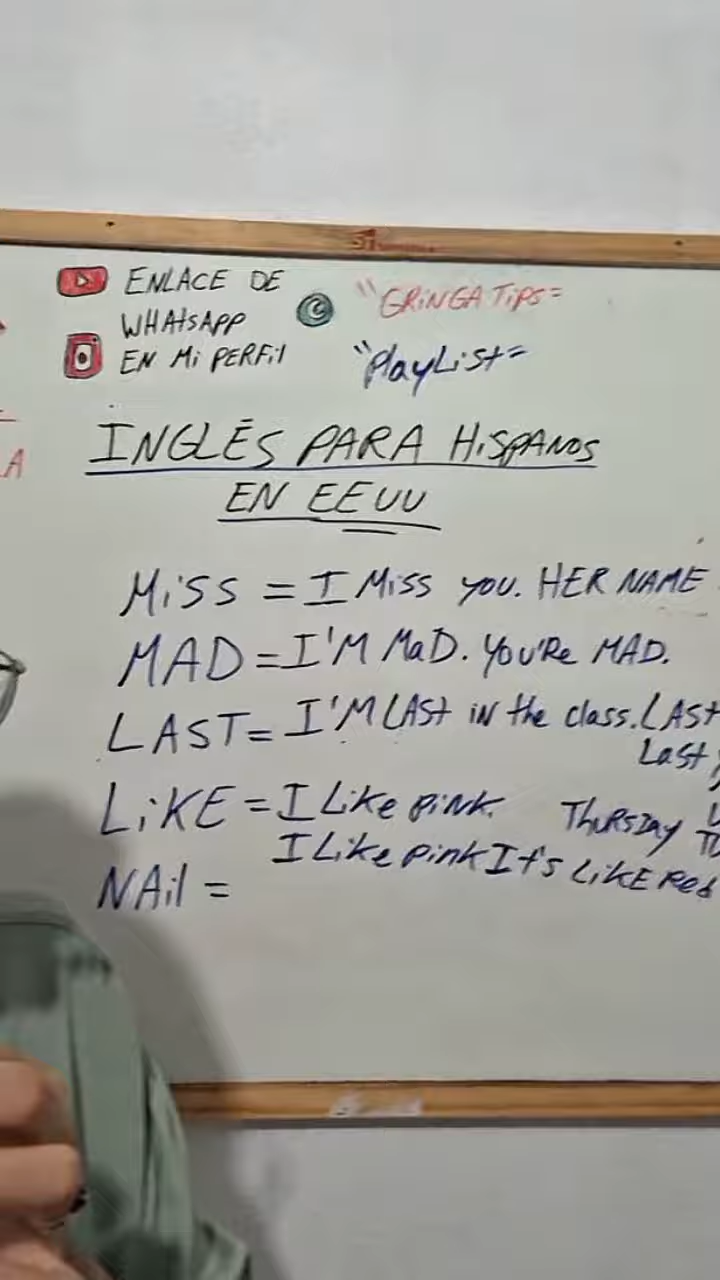 ENLACE DE
WHAtSAPP
EN Mi PERFil
"GRiNGA TiPS"
"PlayLiSt"
A
INGLÉS PARA HiSPANOS
EN EEUU
MiSS = I Miss you. HER NAME
MAD = I'M MaD. You'Re MAD.
LAST = I'M LASt iN the class. LASt
Last
LiKE = I Like piNK. THURSDAY
I Like piNK It's LiKE Red
NAil =